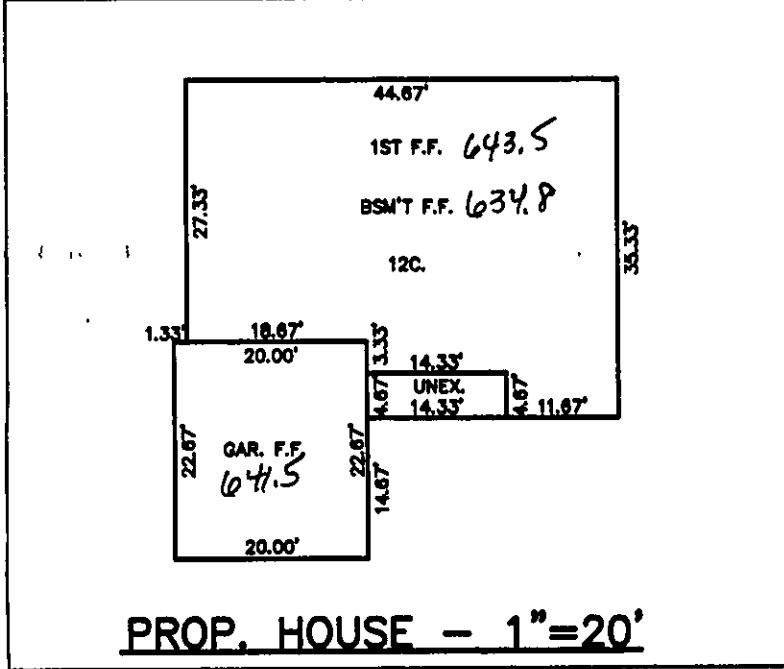 44.67'
1ST F.F. 643.5
BSM'T F.F. 634.8
27.33'
12C.
35.33'
1.33'
18.67'
20.00'
3.33'
14.33'
UNEX.
4.67'
14.33'
4.67'
11.67'
22.67'
GAR. F.F.
641.5
22.67'
14.67'
20.00'
PROP. HOUSE - 1"=20'